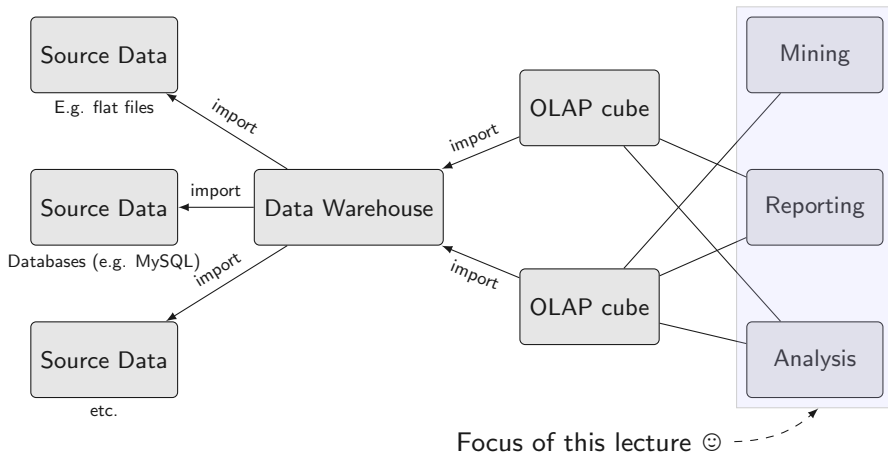 Source Data
E.g. flat files
import
Source Data
Databases (e.g. MySQL)
import
Source Data
etc.
import
Data Warehouse
import
OLAP cube
import
OLAP cube
Mining
Reporting
Analysis
Focus of this lecture ☺